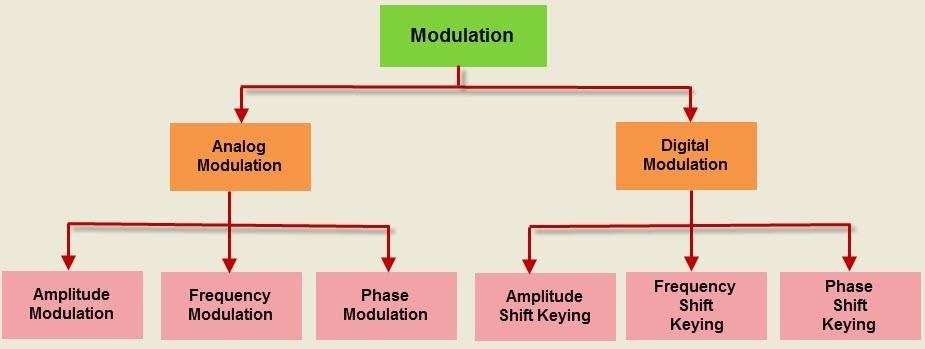 Modulation
Analog
Modulation
Digital
Modulation
Amplitude
Modulation
Frequency
Modulation
Phase
Modulation
Amplitude
Shift Keying
Frequency
Shift
Keying
Phase
Shift
Keying